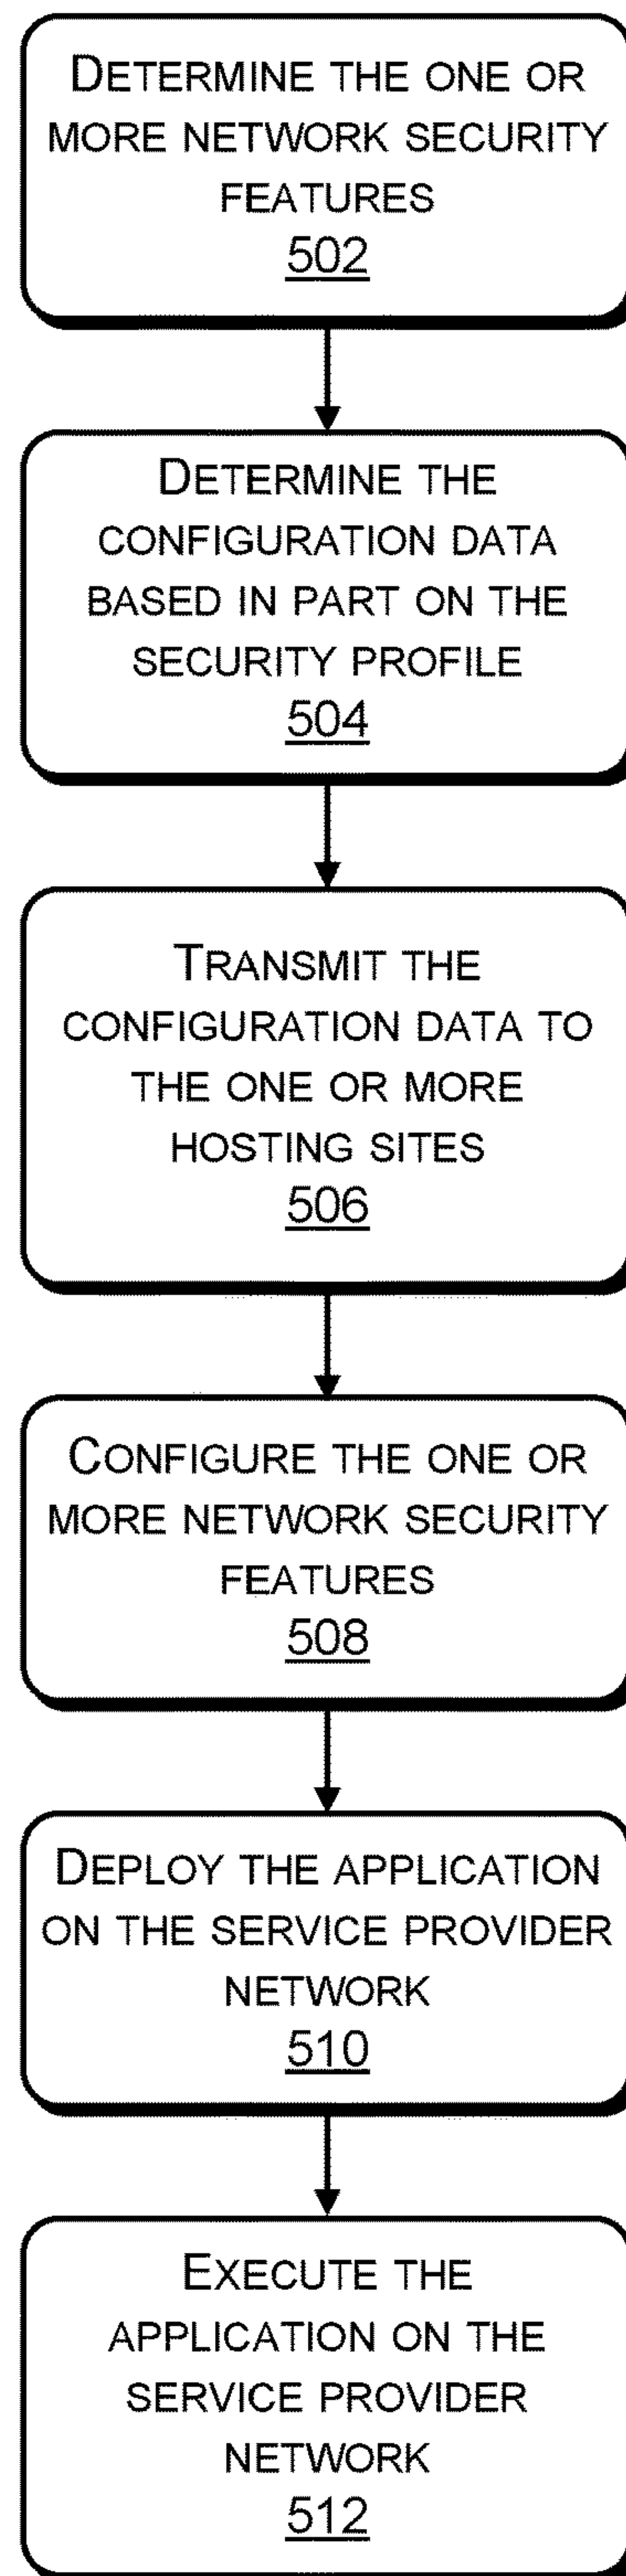 DETERMINE THE ONE OR
MORE NETWORK SECURITY
FEATURES
502
DETERMINE THE
CONFIGURATION DATA
BASED IN PART ON THE
SECURITY PROFILE
504
TRANSMIT THE
CONFIGURATION DATA TO
THE ONE OR MORE
HOSTING SITES
506
CONFIGURE THE ONE OR
MORE NETWORK SECURITY
FEATURES
508
DEPLOY THE APPLICATION
ON THE SERVICE PROVIDER
NETWORK
510
EXECUTE THE
APPLICATION ON THE
SERVICE PROVIDER
NETWORK
512